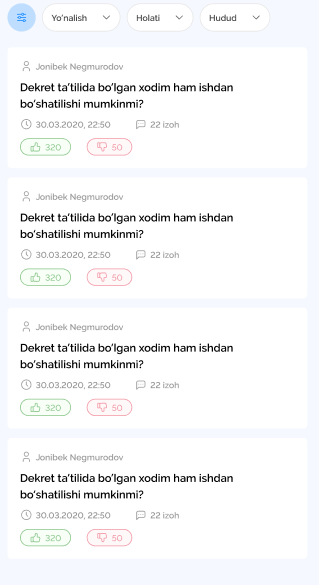 Yo‘nalish Holati Hudud
Jonibek Negmurodov
Dekret ta’tilida bo‘lgan xodim ham ishdan
bo‘shatilishi mumkinmi?
30.03.2020, 22:50 22 izoh
320 50
Jonibek Negmurodov
Dekret ta’tilida bo‘lgan xodim ham ishdan
bo‘shatilishi mumkinmi?
30.03.2020, 22:50 22 izoh
320 50
Jonibek Negmurodov
Dekret ta’tilida bo‘lgan xodim ham ishdan
bo‘shatilishi mumkinmi?
30.03.2020, 22:50 22 izoh
320 50
Jonibek Negmurodov
Dekret ta’tilida bo‘lgan xodim ham ishdan
bo‘shatilishi mumkinmi?
30.03.2020, 22:50 22 izoh
320 50